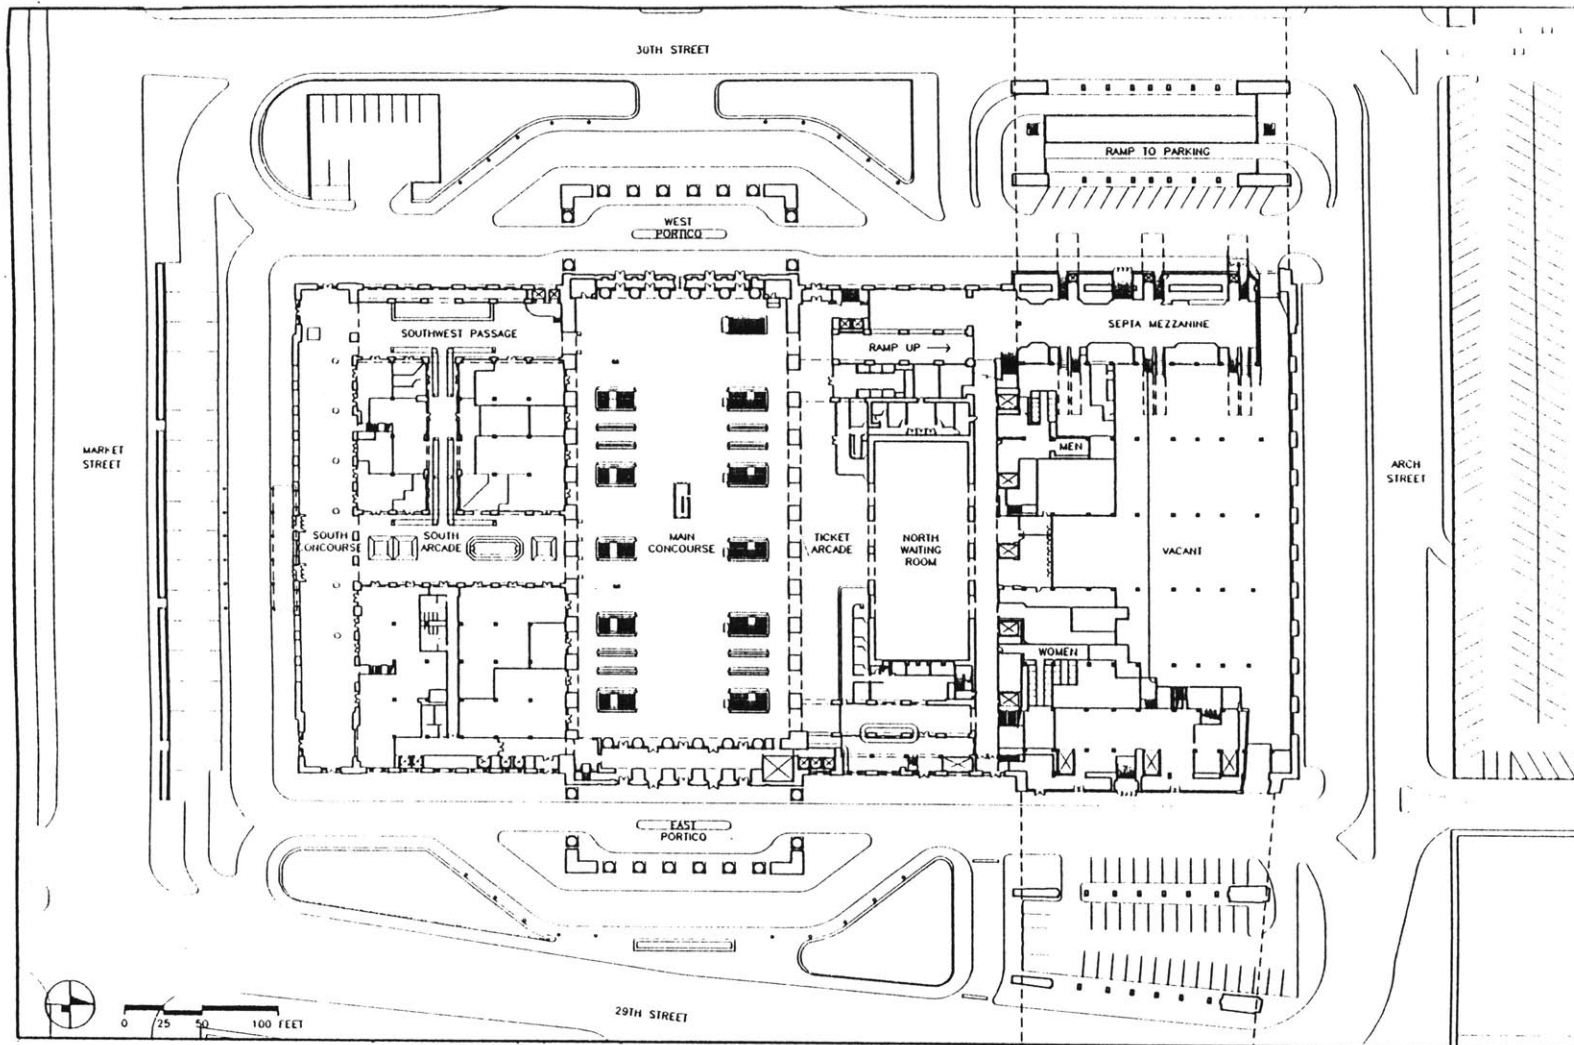 30TH STREET
RAMP TO PARKING
WEST
PORTICO
SOUTHWEST PASSAGE
SEPTA MEZZANINE
RAMP UP
MARKET
STREET
MEN
ARCH
STREET
SOUTH
CONCOURSE
SOUTH
ARCADE
MAIN
CONCOURSE
TICKET
ARCADE
NORTH
WAITING
ROOM
VACANT
WOMEN
EAST
PORTICO
29TH STREET
0 25 50 100 FEET